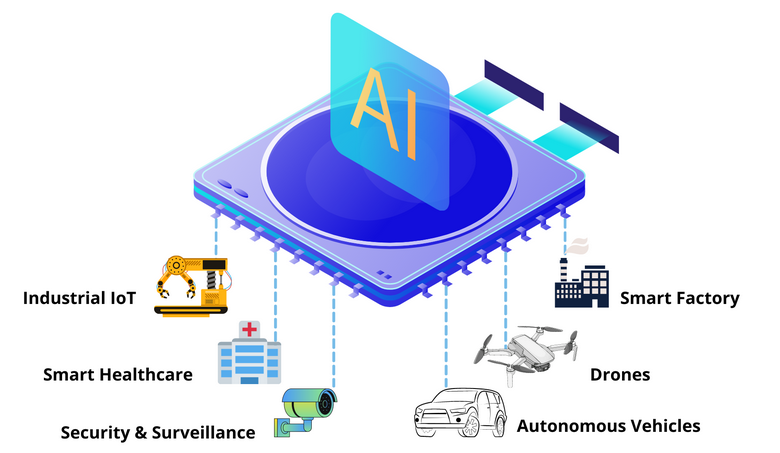 AI
Industrial IoT
Smart Factory
Smart Healthcare
Drones
Security & Surveillance
Autonomous Vehicles